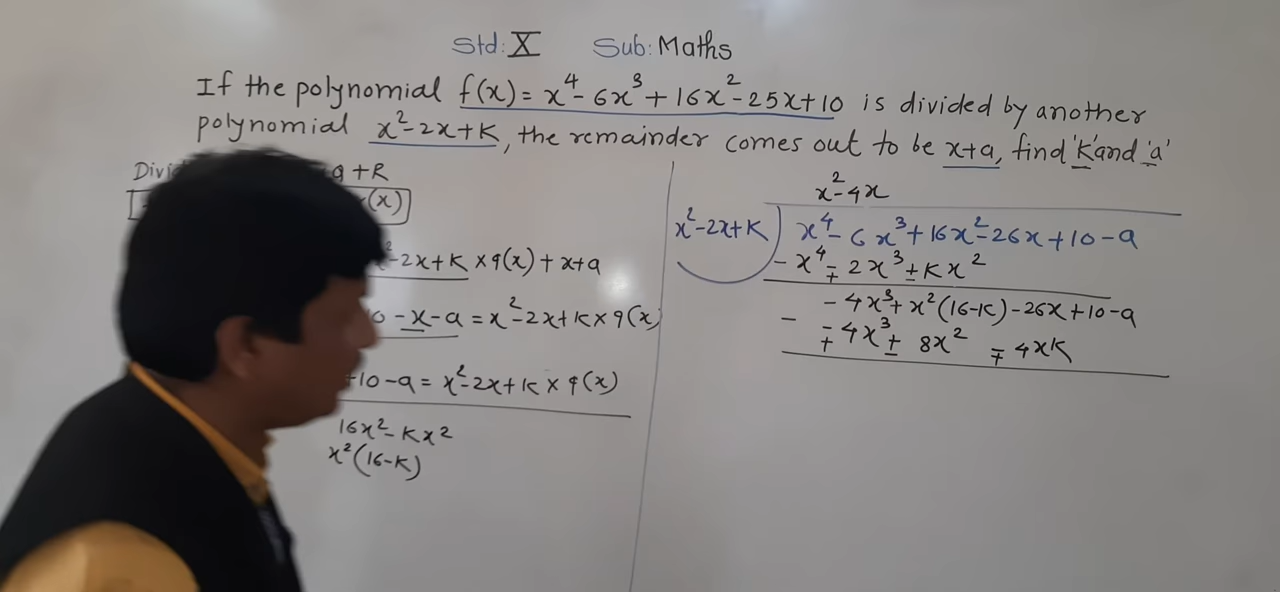 Std: X Sub: Maths
If the polynomial f(x) = x⁴ - 6x³ + 16x² - 25x + 10 is divided by another
polynomial x² - 2x + K, the remainder comes out to be x+a, find 'K' and 'a'
q + R
(x)
- 2x + K × q(x) + x + a
- x - a = x² - 2x + K × q(x)
+10 - a = x² - 2x + K × q(x)
16x² - Kx²
x²(16-K)
x² - 4x
x² - 2x + K ) x⁴ - 6x³ + 16x² - 26x + 10 - a
- x⁴ ∓ 2x³ ± Kx²
- 4x³ + x²(16-K) - 26x + 10 - a
- ∓ 4x³ ± 8x² ∓ 4xK